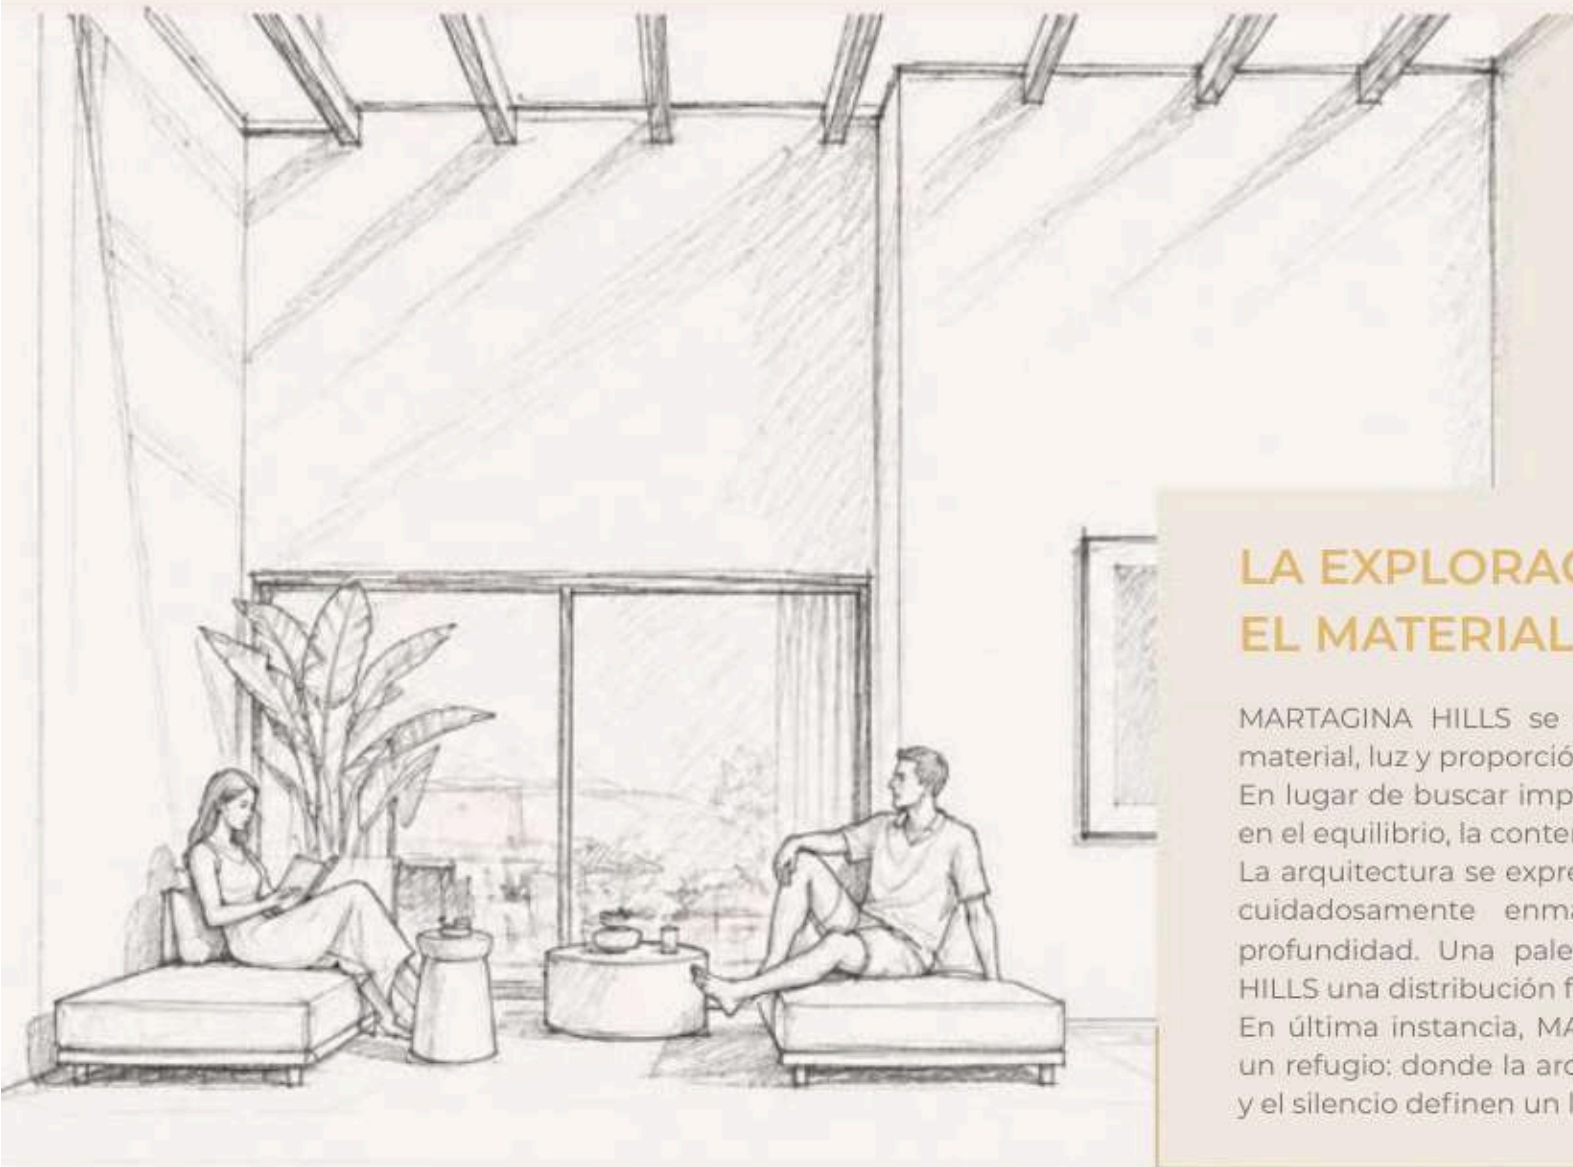 LA EXPLORAC
EL MATERIAL
MARTAGINA HILLS se
material, luz y proporció
En lugar de buscar imp
en el equilibrio, la conte
La arquitectura se expre
cuidadosamente enma
profundidad. Una pale
HILLS una distribución f
En última instancia, MA
un refugio: donde la arq
y el silencio definen un l